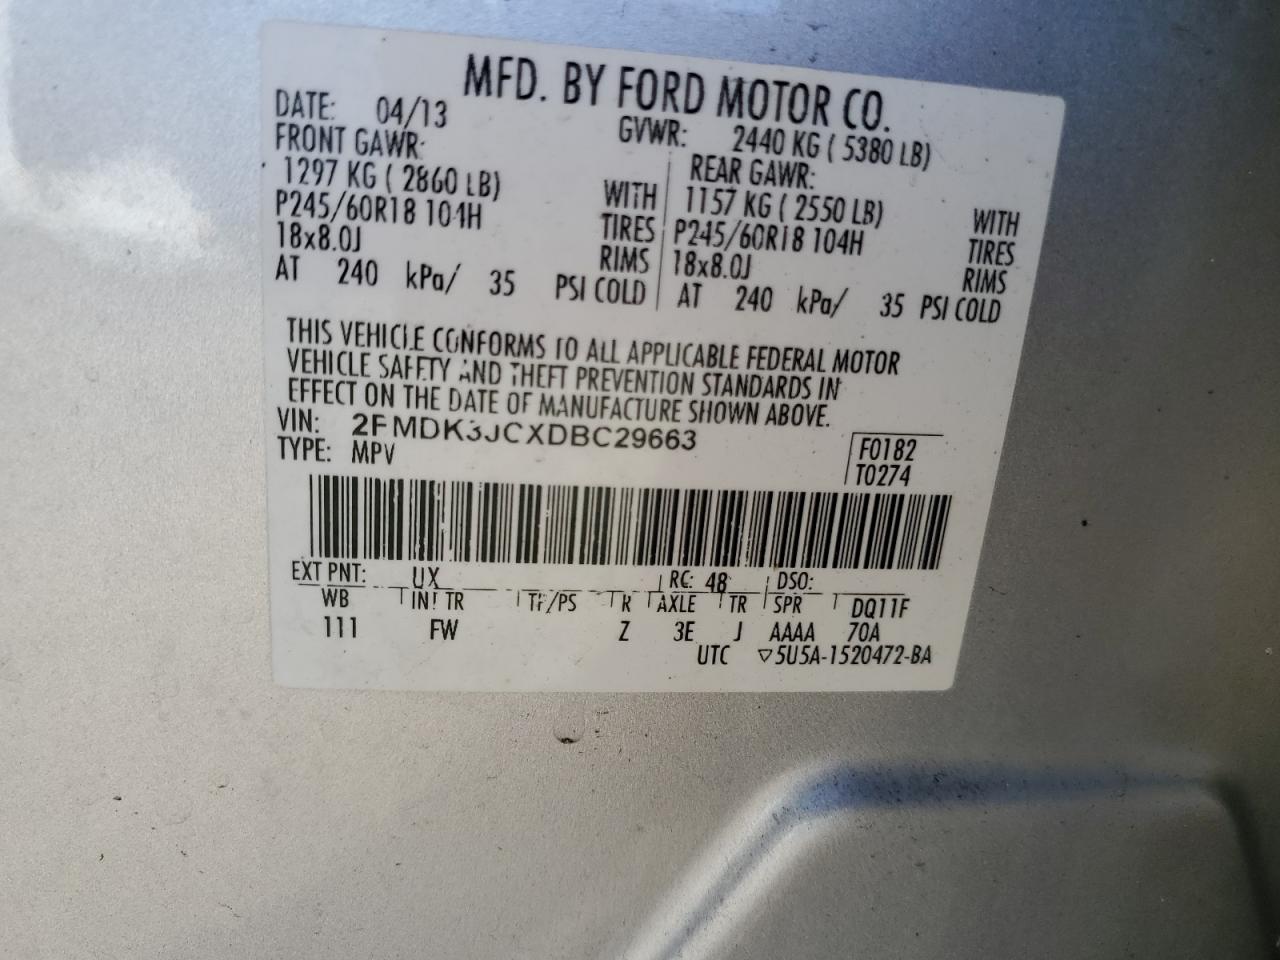 MFD. BY FORD MOTOR CO.
DATE: 04/13 GVWR: 2440 KG ( 5380 LB)
FRONT GAWR: REAR GAWR:
1297 KG ( 2860 LB) WITH 1157 KG ( 2550 LB) WITH
P245/60R18 104H TIRES P245/60R18 104H TIRES
18x8.0J RIMS 18x8.0J RIMS
AT 240 kPa/ 35 PSI COLD AT 240 kPa/ 35 PSI COLD
THIS VEHICLE CONFORMS TO ALL APPLICABLE FEDERAL MOTOR
VEHICLE SAFETY AND THEFT PREVENTION STANDARDS IN
EFFECT ON THE DATE OF MANUFACTURE SHOWN ABOVE.
VIN: 2FMDK3JCXDBC29663
TYPE: MPV
F0182
T0274
EXT PNT: UX RC: 48 DSO:
WB INT TR TP/PS R AXLE TR SPR DQ11F
111 FW Z 3E J AAAA 70A
UTC ▽5U5A-1520472-BA